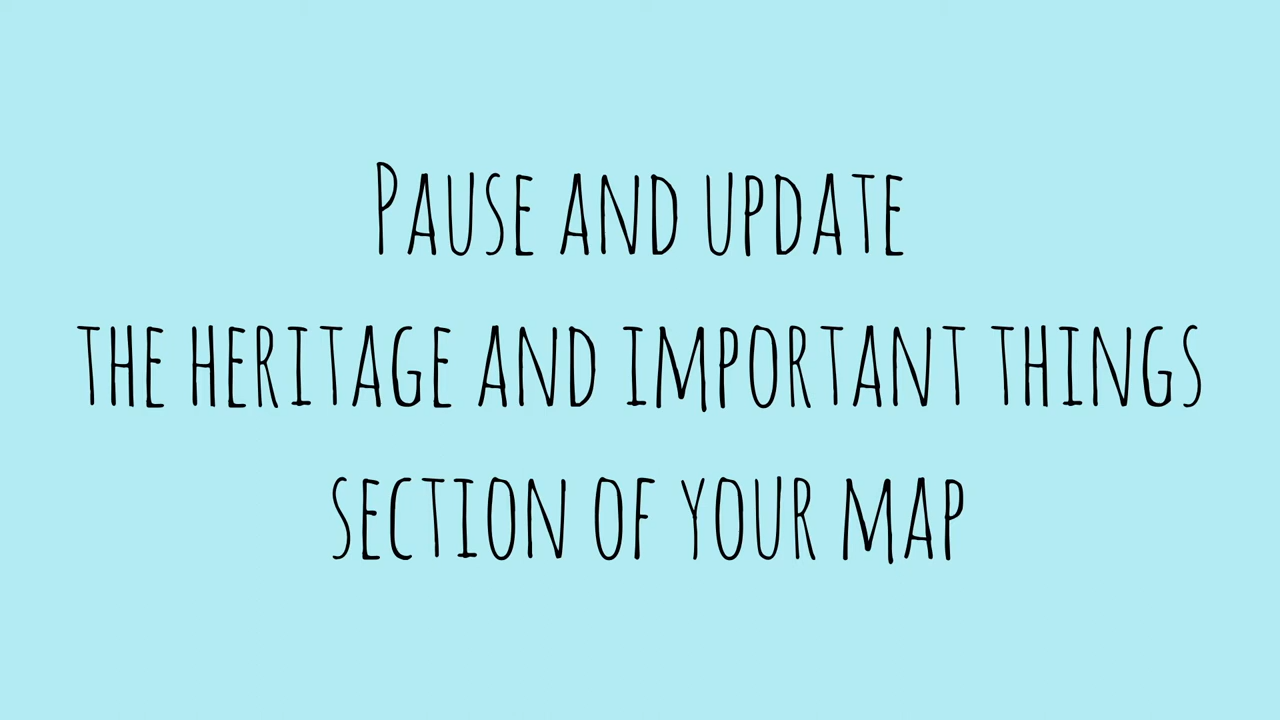 Pause and update
the heritage and important things
section of your map